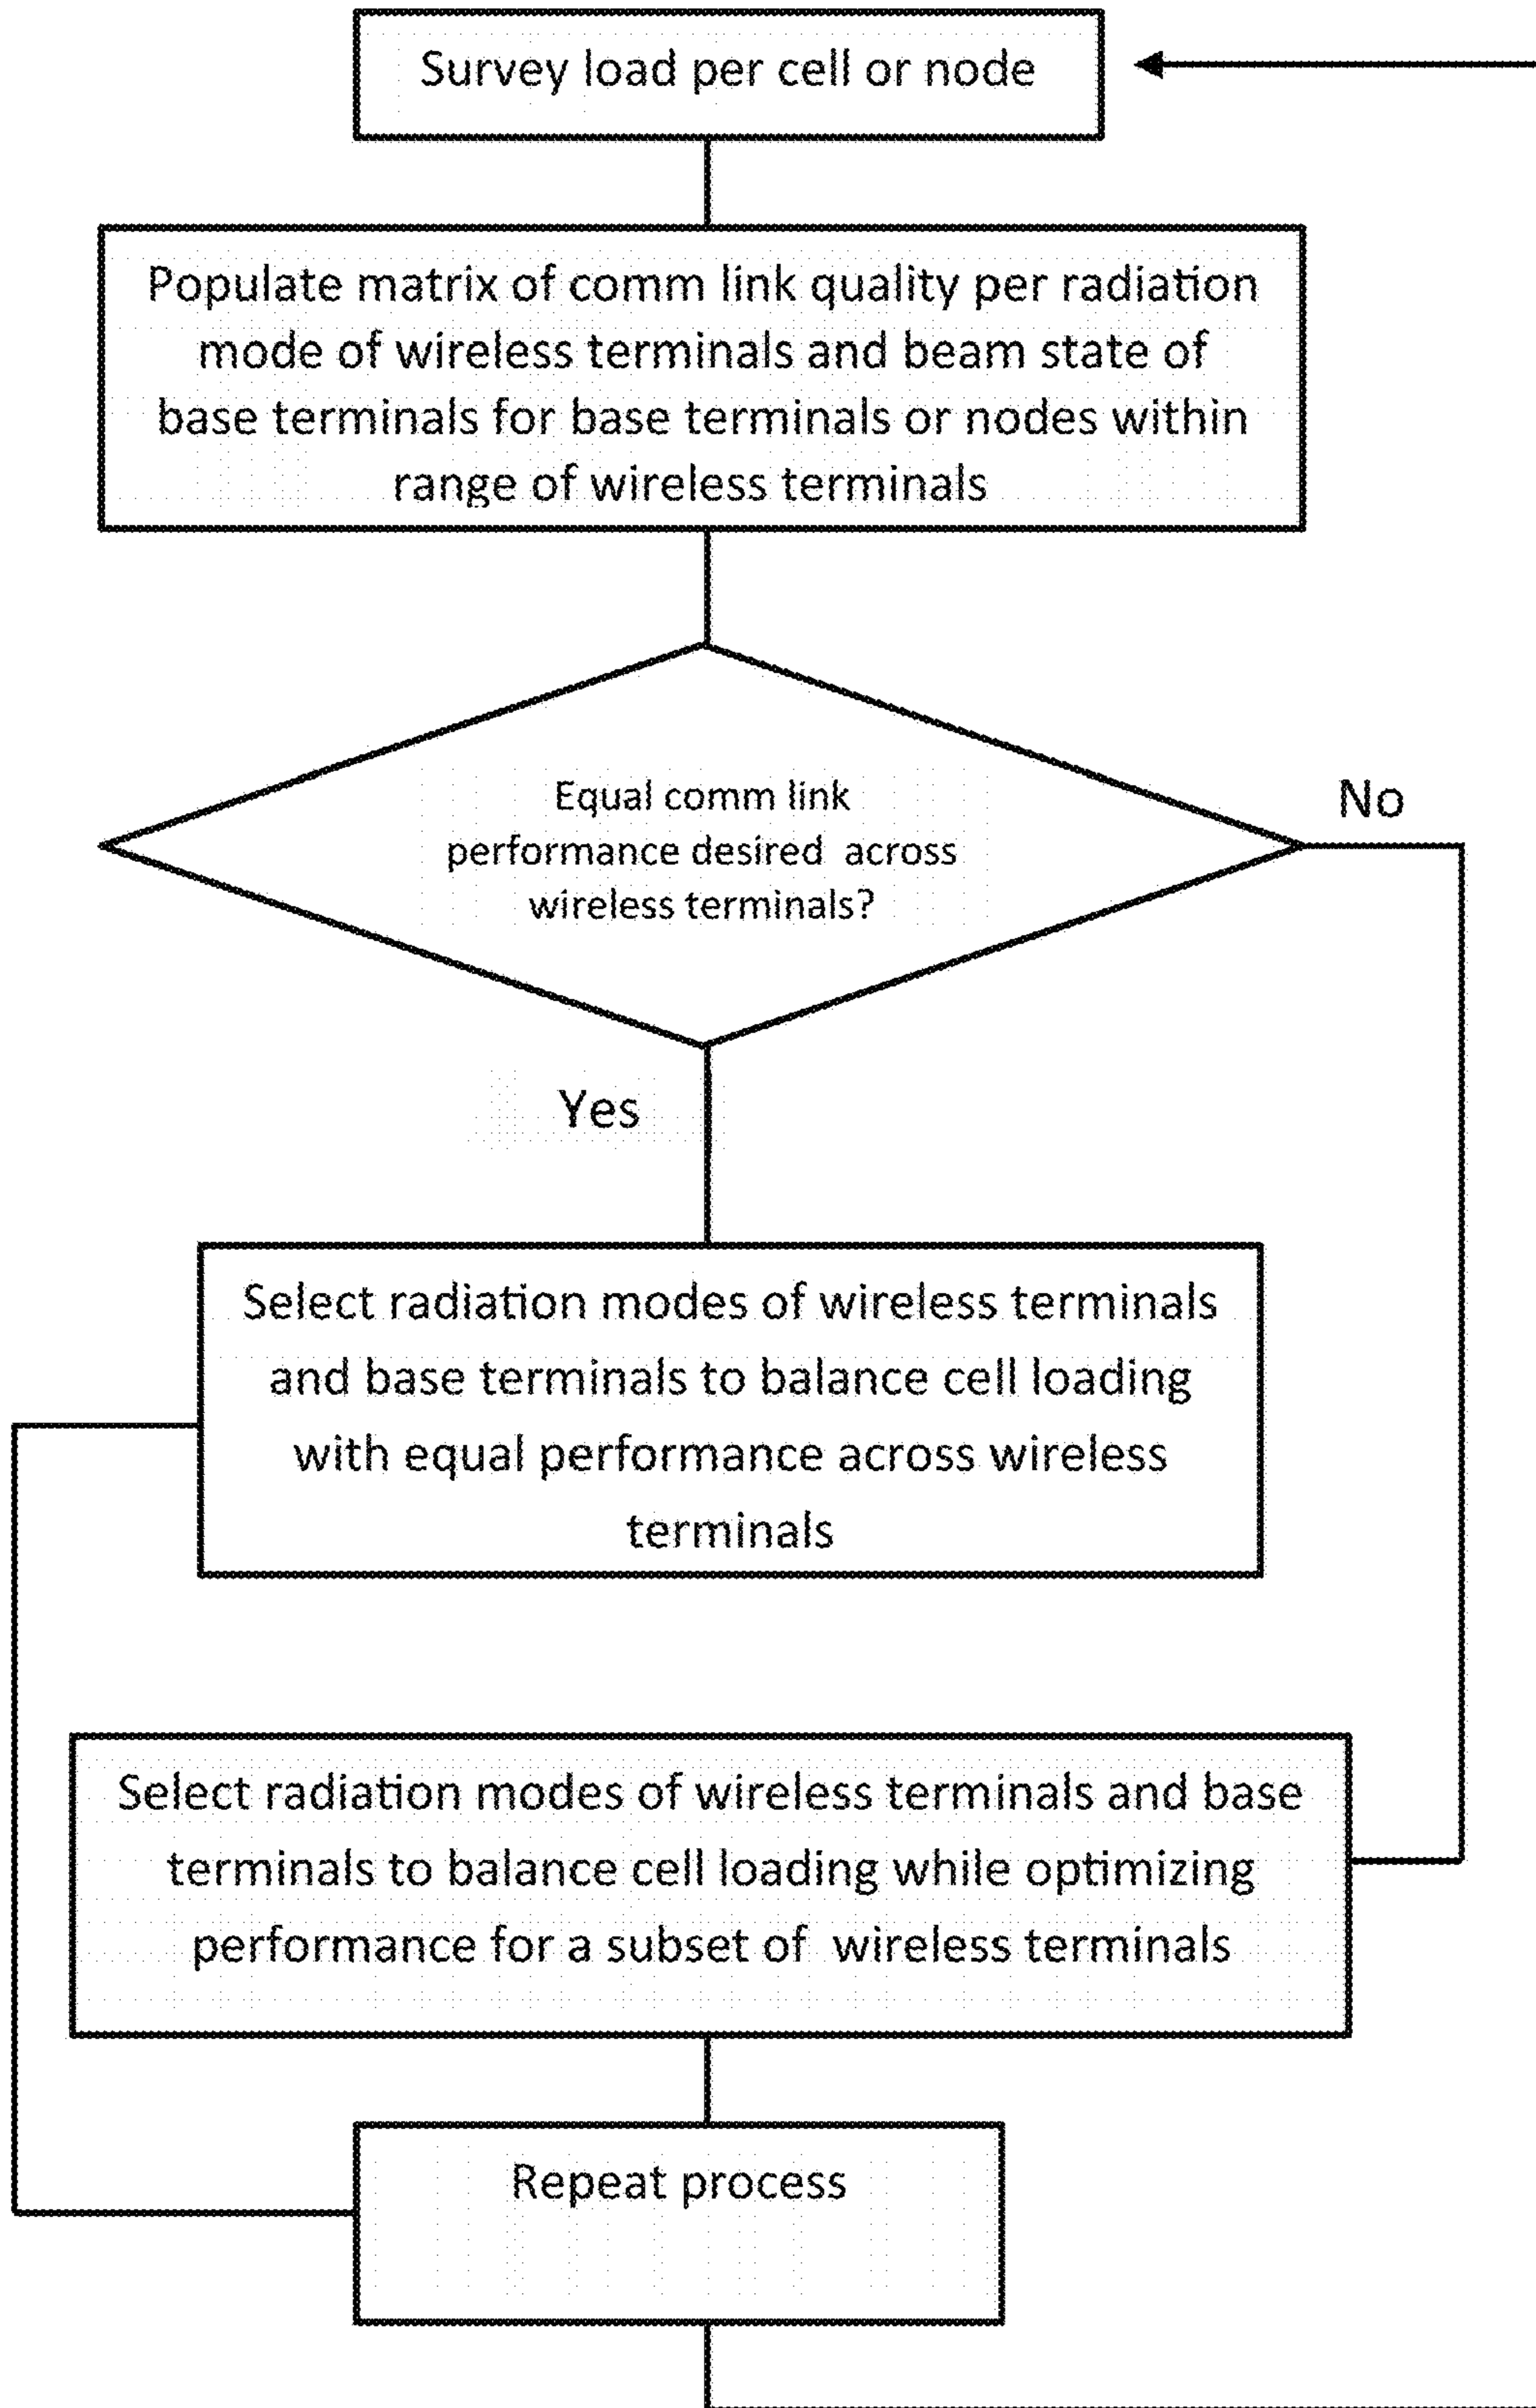 Survey load per cell or node
Populate matrix of comm link quality per radiation
mode of wireless terminals and beam state of
base terminals for base terminals or nodes within
range of wireless terminals
Equal comm link
performance desired across
wireless terminals?
No
Yes
Select radiation modes of wireless terminals
and base terminals to balance cell loading
with equal performance across wireless
terminals
Select radiation modes of wireless terminals and base
terminals to balance cell loading while optimizing
performance for a subset of wireless terminals
Repeat process